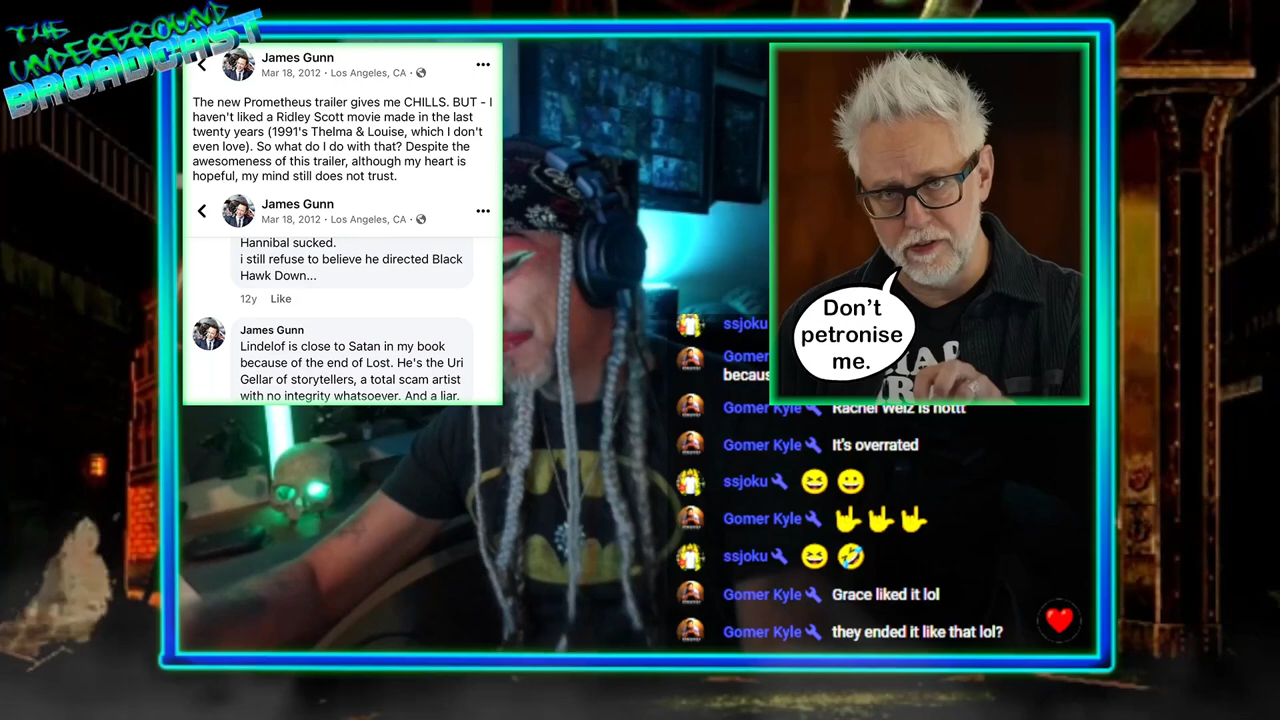 THE
UNDERGROUND
BROADCAST
James Gunn
Mar 18, 2012 · Los Angeles, CA ·
The new Prometheus trailer gives me CHILLS. BUT - I
haven't liked a Ridley Scott movie made in the last
twenty years (1991's Thelma & Louise, which I don't
even love). So what do I do with that? Despite the
awesomeness of this trailer, although my heart is
hopeful, my mind still does not trust.
James Gunn
Mar 18, 2012 · Los Angeles, CA ·
Hannibal sucked.
i still refuse to believe he directed Black
Hawk Down...
12y Like
James Gunn
Lindelof is close to Satan in my book
because of the end of Lost. He's the Uri
Gellar of storytellers, a total scam artist
with no integrity whatsoever. And a liar.
Don't
petronise
me.
ssjoku
Gomer
becaus
Gomer Kyle Rachel Weiz is hottt
Gomer Kyle It's overrated
ssjoku 😆 😀
Gomer Kyle
ssjoku 😆 🤣
Gomer Kyle Grace liked it lol
Gomer Kyle they ended it like that lol?